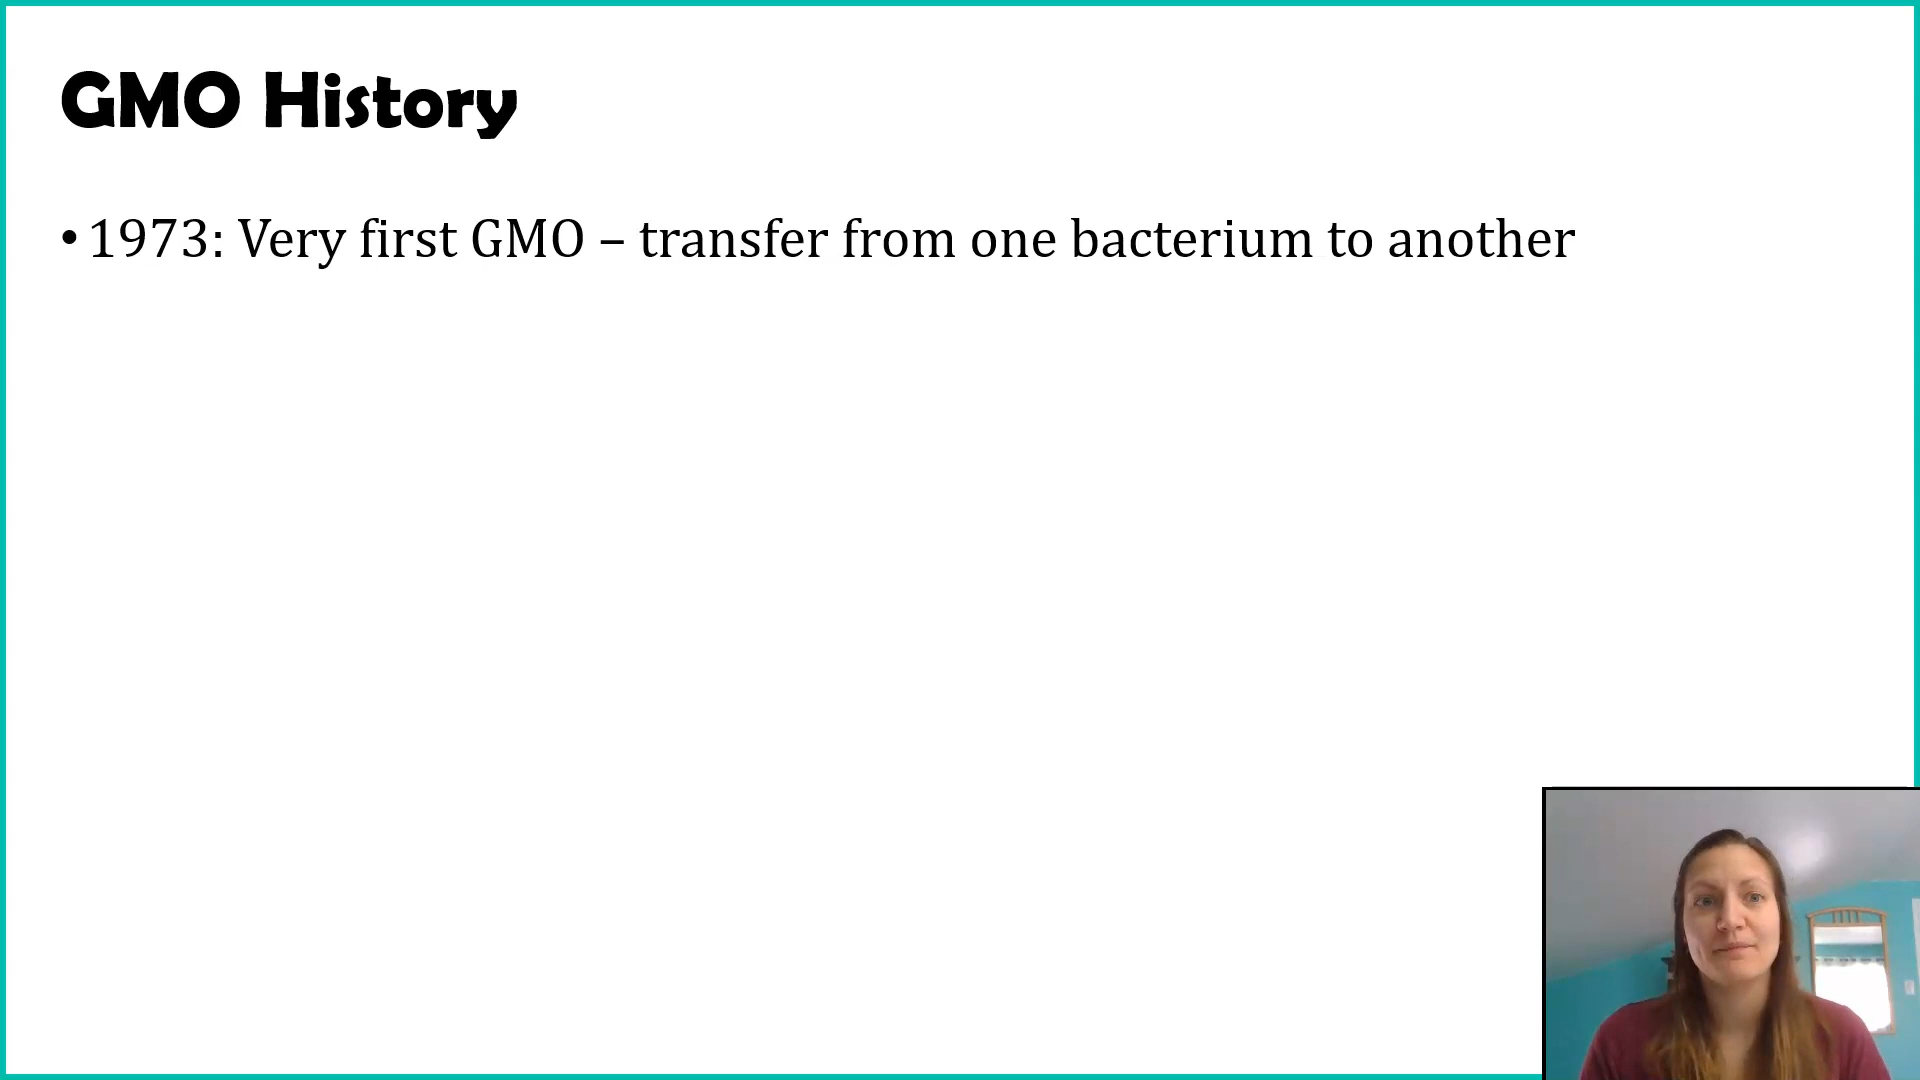 GMO History
• 1973: Very first GMO – transfer from one bacterium to another